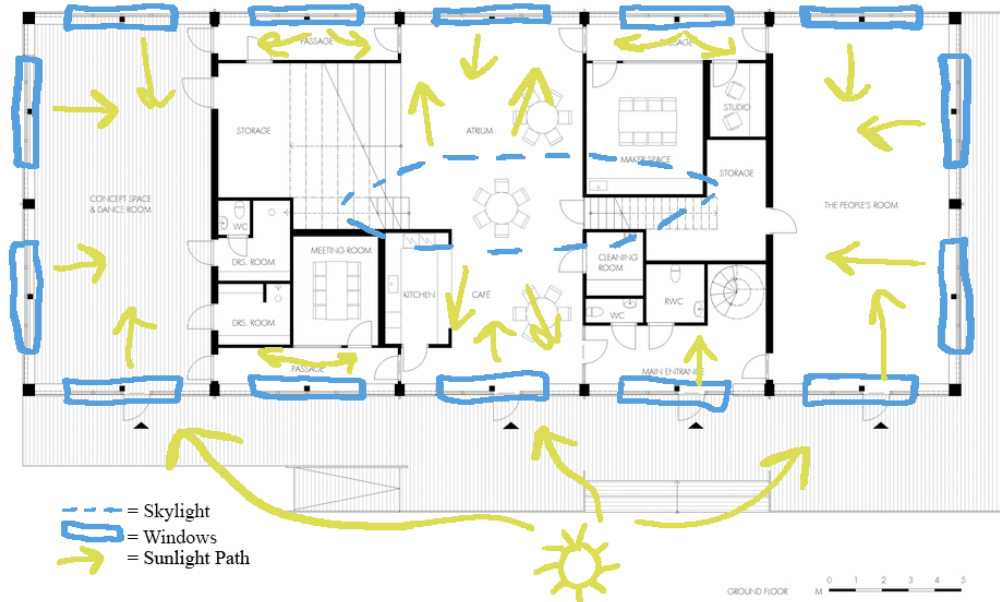 PASSAGE
PASSAGE
STUDIO
STORAGE
ATRIUM
MAKER SPACE
STORAGE
CONCEPT SPACE
& DANCE ROOM
THE PEOPLE'S ROOM
WC
MEETING ROOM
CLEANING
ROOM
DRS. ROOM
KITCHEN
CAFÉ
RWC
WC
DRS. ROOM
PASSAGE
MAIN ENTRANCE
= Skylight
= Windows
= Sunlight Path
GROUND FLOOR
M
0 1 2 3 4 5